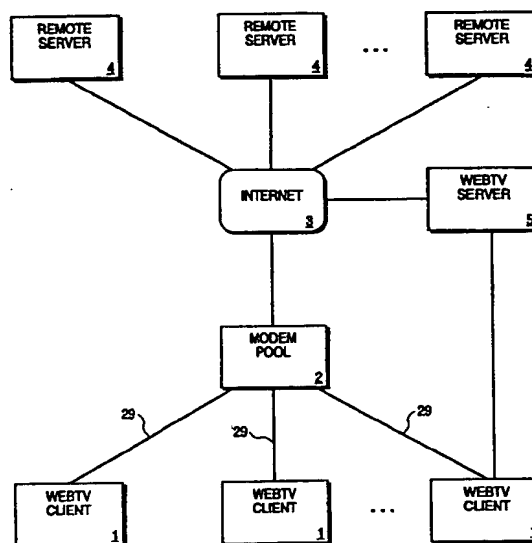 REMOTE
SERVER
4
REMOTE
SERVER
4
...
REMOTE
SERVER
4
INTERNET
3
WEBTV
SERVER
5
MODEM
POOL
2
29
29
29
WEBTV
CLIENT
1
WEBTV
CLIENT
1
...
WEBTV
CLIENT